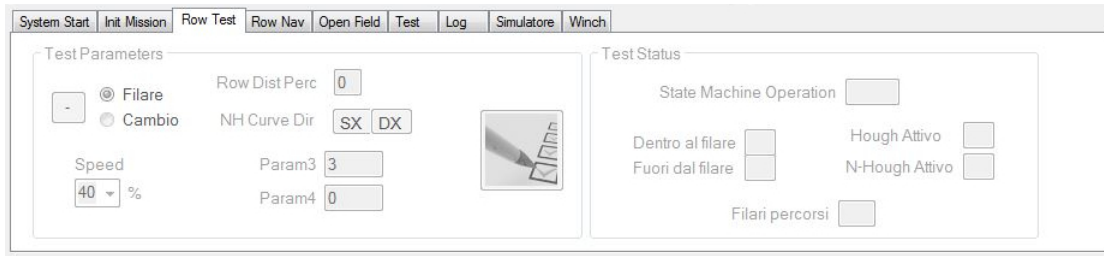 System Start Init Mission Row Test Row Nav Open Field Test Log Simulatore Winch
Test Parameters
- Filare
Cambio
Row Dist Perc 0
NH Curve Dir SX DX
Speed
40 %
Param3 3
Param4 0
Test Status
State Machine Operation
Dentro al filare
Fuori dal filare
Hough Attivo
N-Hough Attivo
Filari percorsi